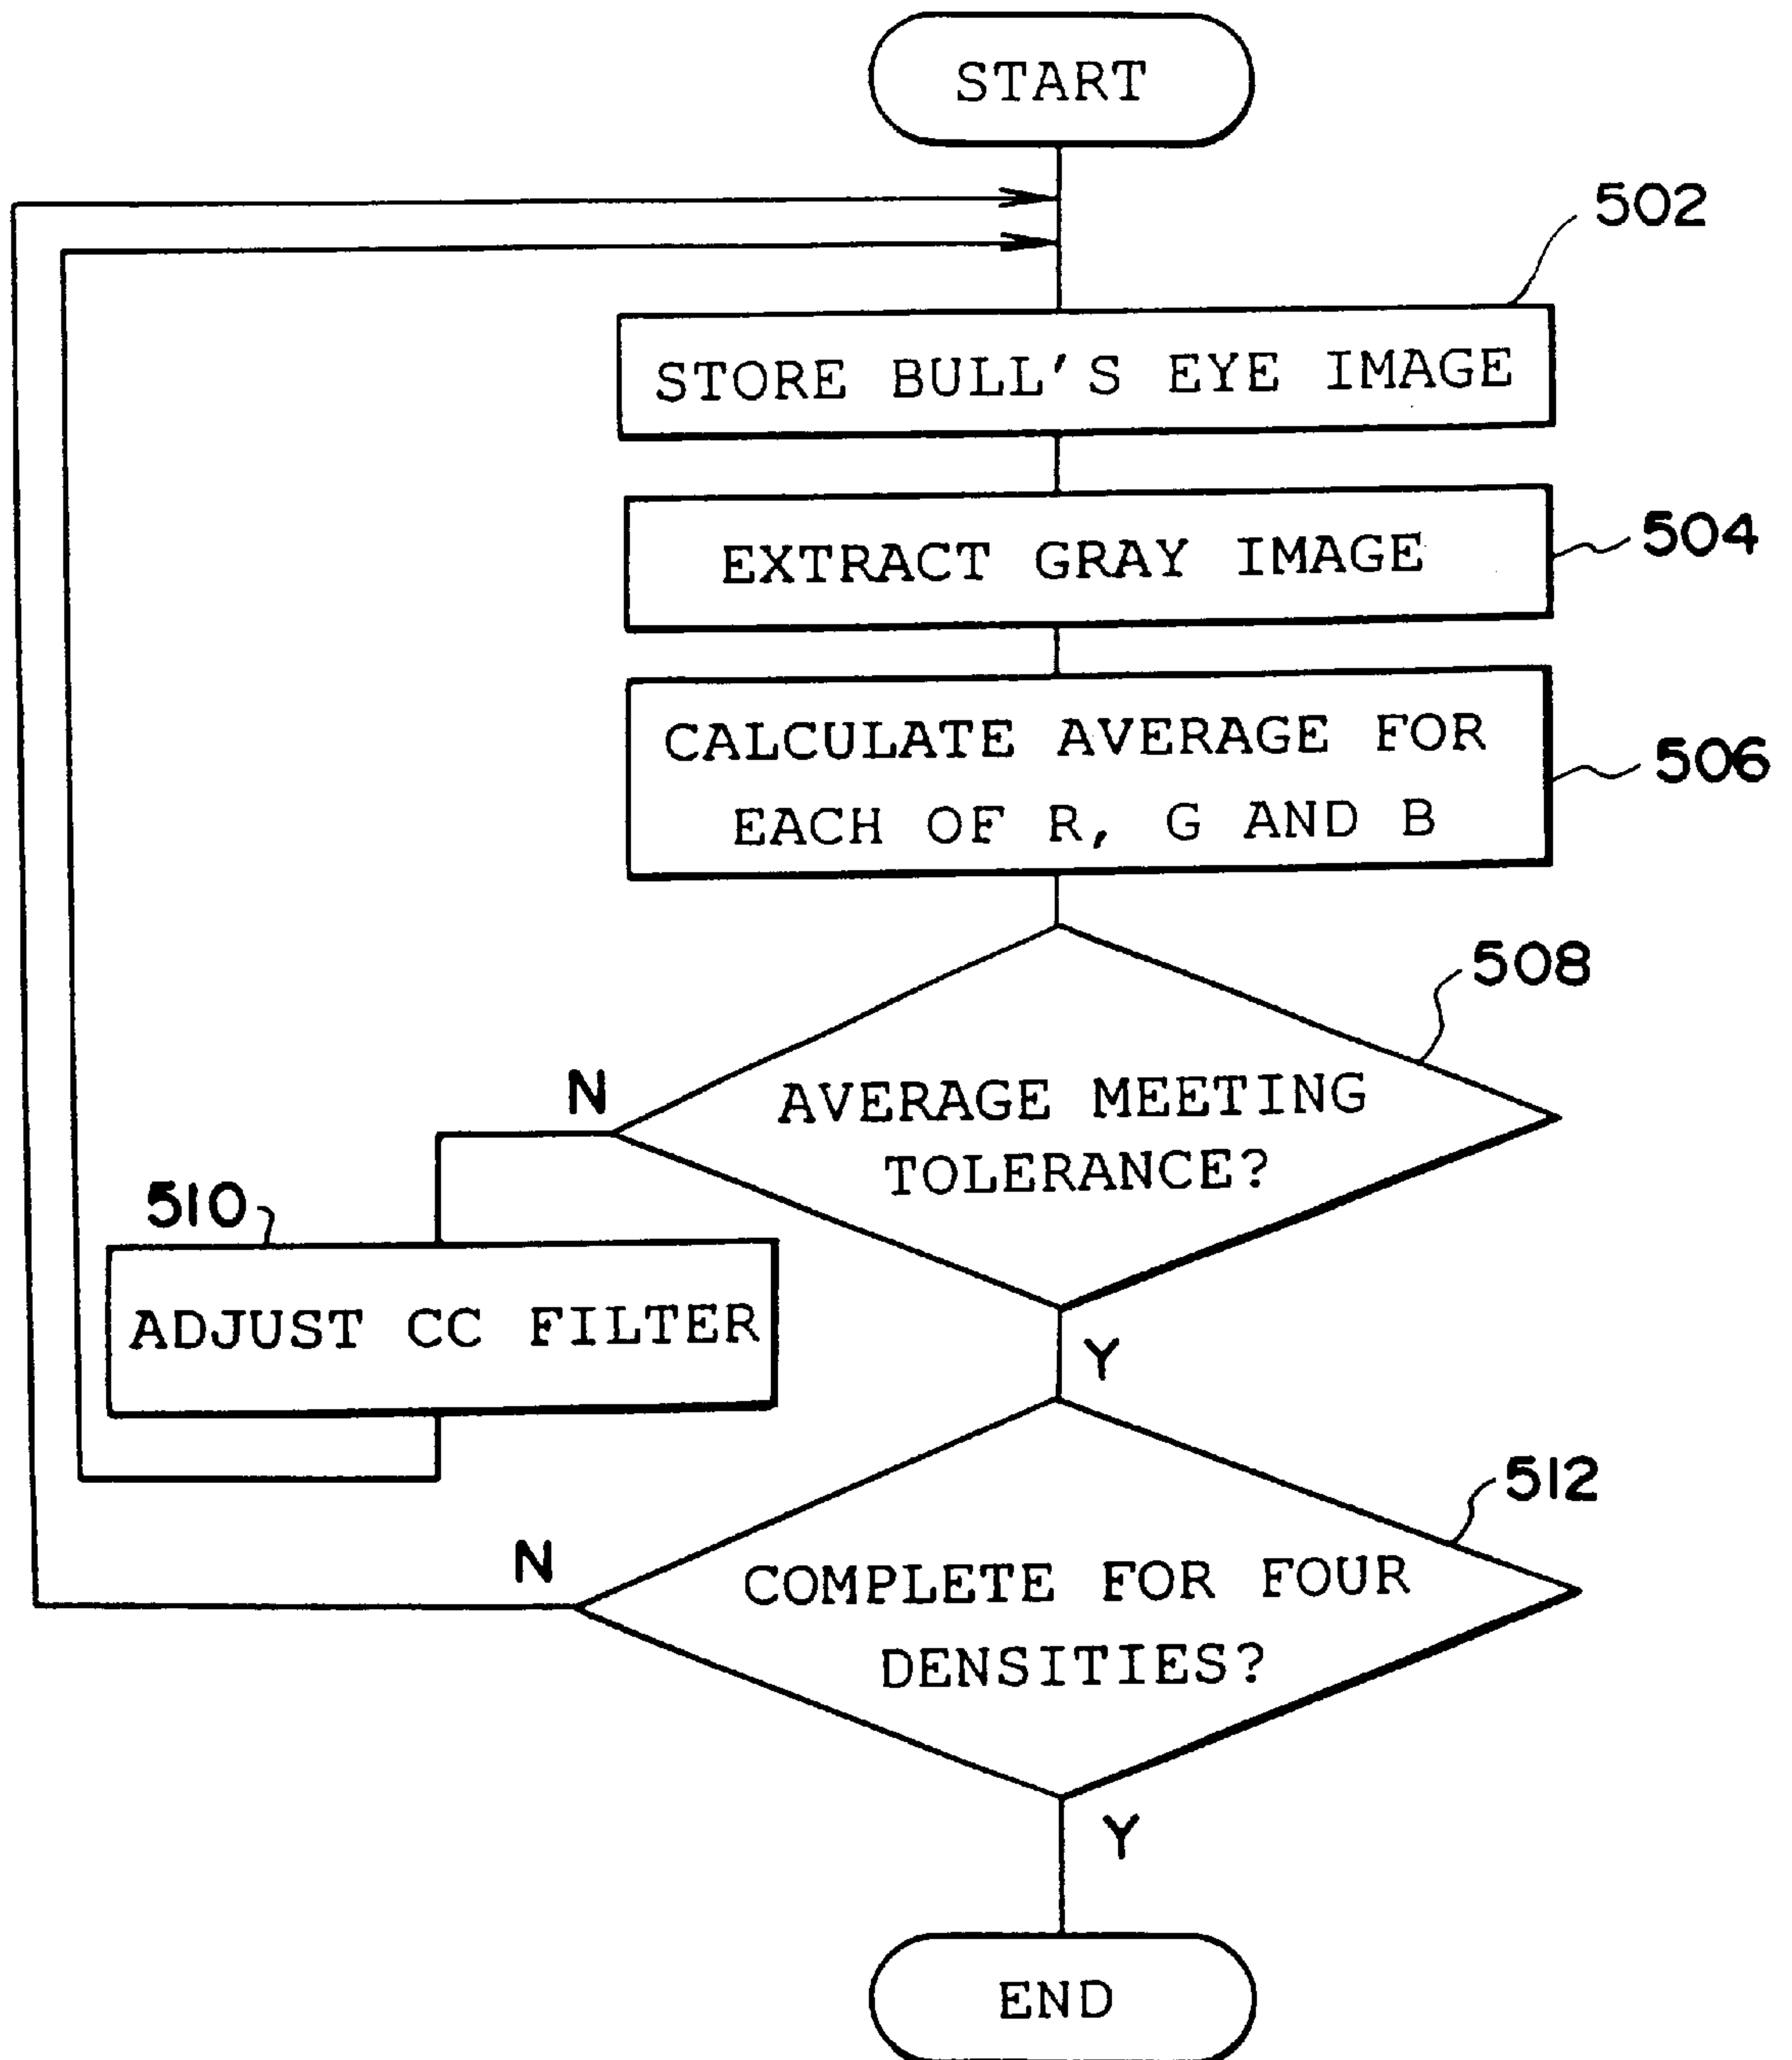 START
502
STORE BULL'S EYE IMAGE
EXTRACT GRAY IMAGE
504
CALCULATE AVERAGE FOR
EACH OF R, G AND B
506
508
N
AVERAGE MEETING
TOLERANCE?
510
ADJUST CC FILTER
Y
512
N
COMPLETE FOR FOUR
DENSITIES?
Y
END